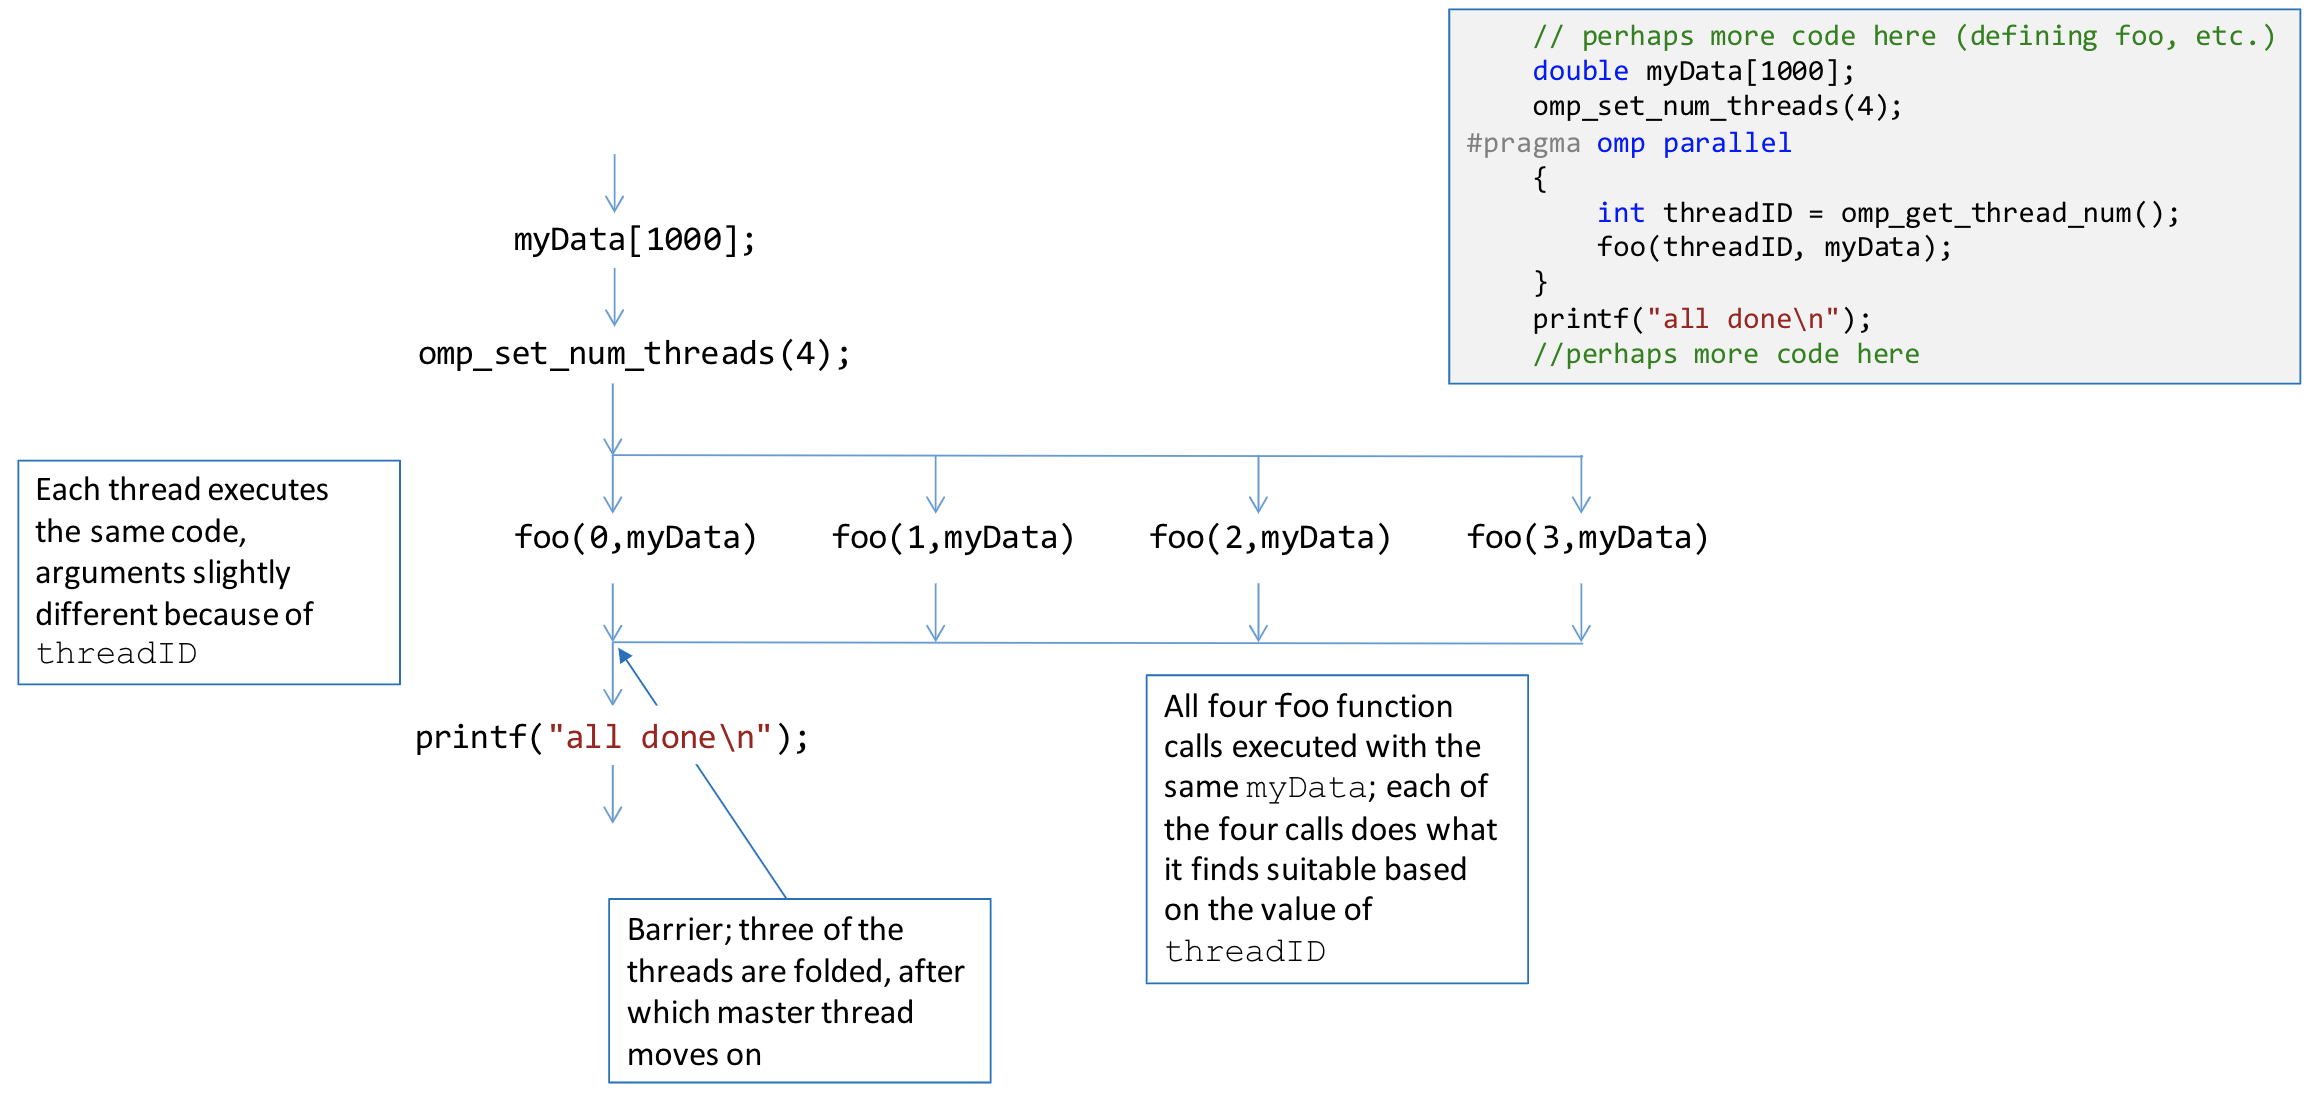 // perhaps more code here (defining foo, etc.)
double myData[1000];
omp_set_num_threads(4);
#pragma omp parallel
{
int threadID = omp_get_thread_num();
foo(threadID, myData);
}
printf("all done\n");
//perhaps more code here
myData[1000];
omp_set_num_threads(4);
Each thread executes
the same code,
arguments slightly
different because of
threadID
foo(0,myData)
foo(1,myData)
foo(2,myData)
foo(3,myData)
printf("all done\n");
All four foo function
calls executed with the
same myData; each of
the four calls does what
it finds suitable based
on the value of
threadID
Barrier; three of the
threads are folded, after
which master thread
moves on